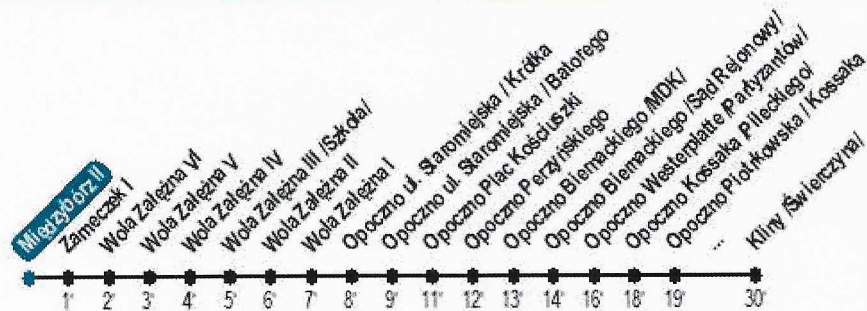 Międzybórz II
Zameczek I
Wola Załężna VI
Wola Załężna V
Wola Załężna IV
Wola Załężna III /Szkoła/
Wola Załężna II
Wola Załężna I
Opoczno ul. Staromiejska / Krótka
Opoczno ul. Staromiejska / Batorego
Opoczno Plac Kościuszki
Opoczno Perzyńskiego
Opoczno Biernackiego /MDK/
Opoczno Biernackiego /Sąd Rejonowy/
Opoczno Westerplatte Partyzantów/
Opoczno Kossaka Pileckiego/
Opoczno Piotrkowska / Kossaka
...
Kliny /Świerczyna/
1' 2' 3' 4' 5' 6' 7' 8' 9' 11' 12' 13' 14' 16' 18' 19' 30'